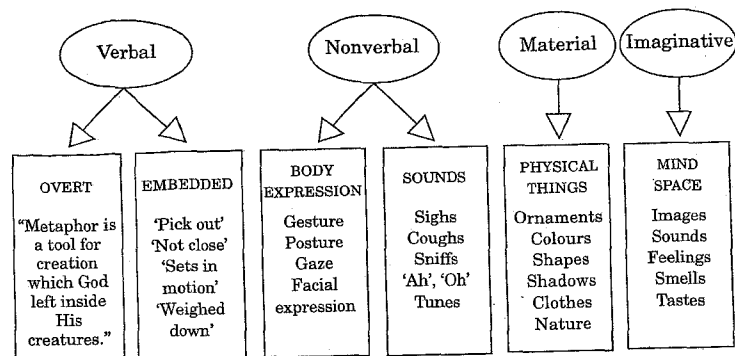 Verbal
Nonverbal
Material
Imaginative
OVERT
"Metaphor is
a tool for
creation
which God
left inside
His
creatures."
EMBEDDED
'Pick out'
'Not close'
'Sets in
motion'
'Weighed
down'
BODY
EXPRESSION
Gesture
Posture
Gaze
Facial
expression
SOUNDS
Sighs
Coughs
Sniffs
'Ah', 'Oh'
Tunes
PHYSICAL
THINGS
Ornaments
Colours
Shapes
Shadows
Clothes
Nature
MIND
SPACE
Images
Sounds
Feelings
Smells
Tastes